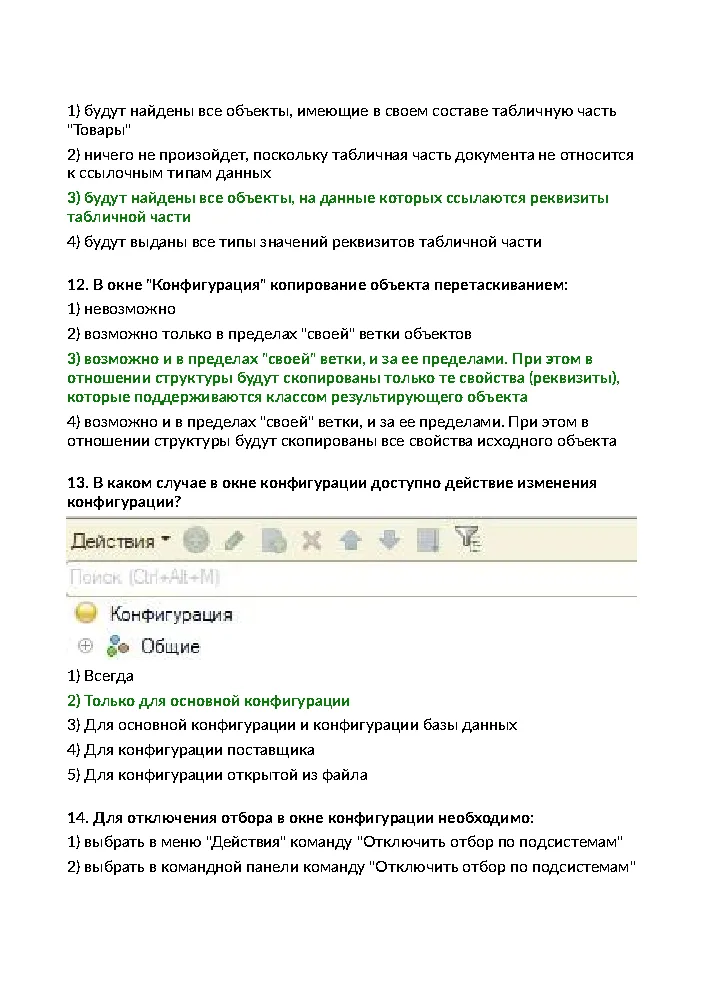 1) будут найдены все объекты, имеющие в своем составе табличную часть
"Товары"
2) ничего не произойдет, поскольку табличная часть документа не относится
к ссылочным типам данных
3) будут найдены все объекты, на данные которых ссылаются реквизиты
табличной части
4) будут выданы все типы значений реквизитов табличной части
12. В окне "Конфигурация" копирование объекта перетаскиванием:
1) невозможно
2) возможно только в пределах "своей" ветки объектов
3) возможно и в пределах "своей" ветки, и за ее пределами. При этом в
отношении структуры будут скопированы только те свойства (реквизиты),
которые поддерживаются классом результирующего объекта
4) возможно и в пределах "своей" ветки, и за ее пределами. При этом в
отношении структуры будут скопированы все свойства исходного объекта
13. В каком случае в окне конфигурации доступно действие изменения
конфигурации?
Действия
Поиск (Ctrl+Alt+M)
Конфигурация
Общие
1) Всегда
2) Только для основной конфигурации
3) Для основной конфигурации и конфигурации базы данных
4) Для конфигурации поставщика
5) Для конфигурации открытой из файла
14. Для отключения отбора в окне конфигурации необходимо:
1) выбрать в меню "Действия" команду "Отключить отбор по подсистемам"
2) выбрать в командной панели команду "Отключить отбор по подсистемам"